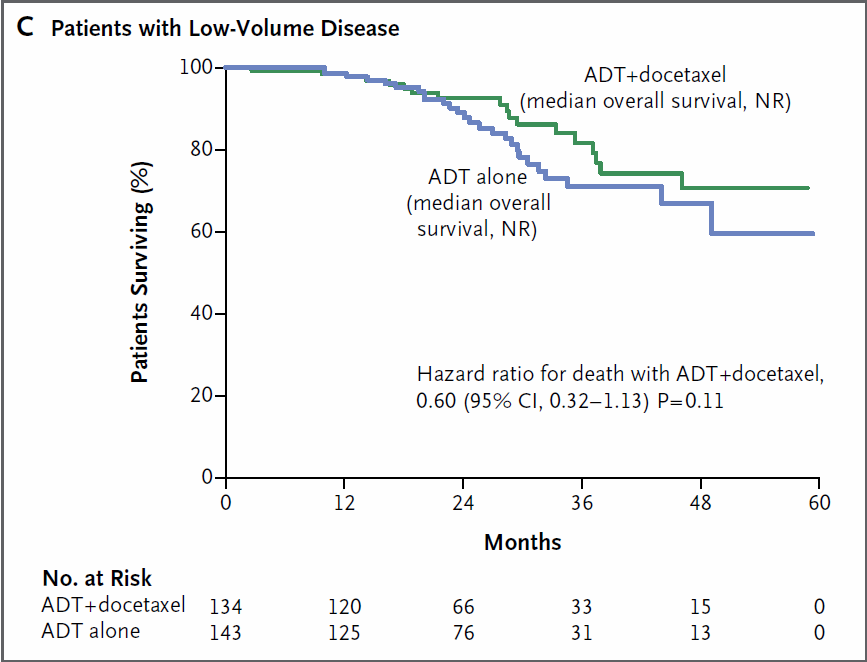 C Patients with Low-Volume Disease
100
80
60
40
20
0
Patients Surviving (%)
ADT+docetaxel
(median overall survival, NR)
ADT alone
(median overall
survival, NR)
Hazard ratio for death with ADT+docetaxel,
0.60 (95% CI, 0.32–1.13) P=0.11
0 12 24 36 48 60
Months
No. at Risk
ADT+docetaxel 134 120 66 33 15 0
ADT alone 143 125 76 31 13 0